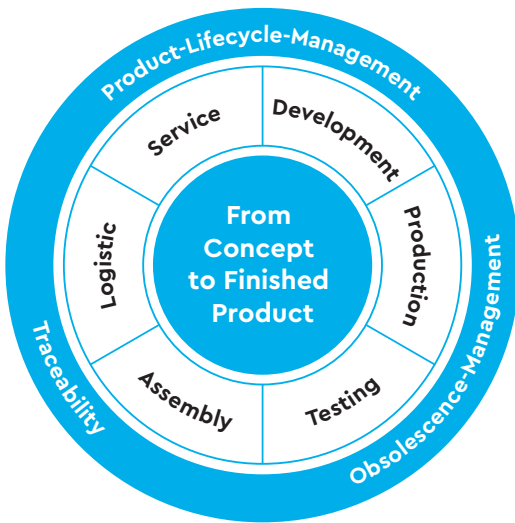 Product-Lifecycle-Management
Service
Development
Logistic
From
Concept
to Finished
Product
Production
Assembly
Testing
Traceability
Obsolescence-Management